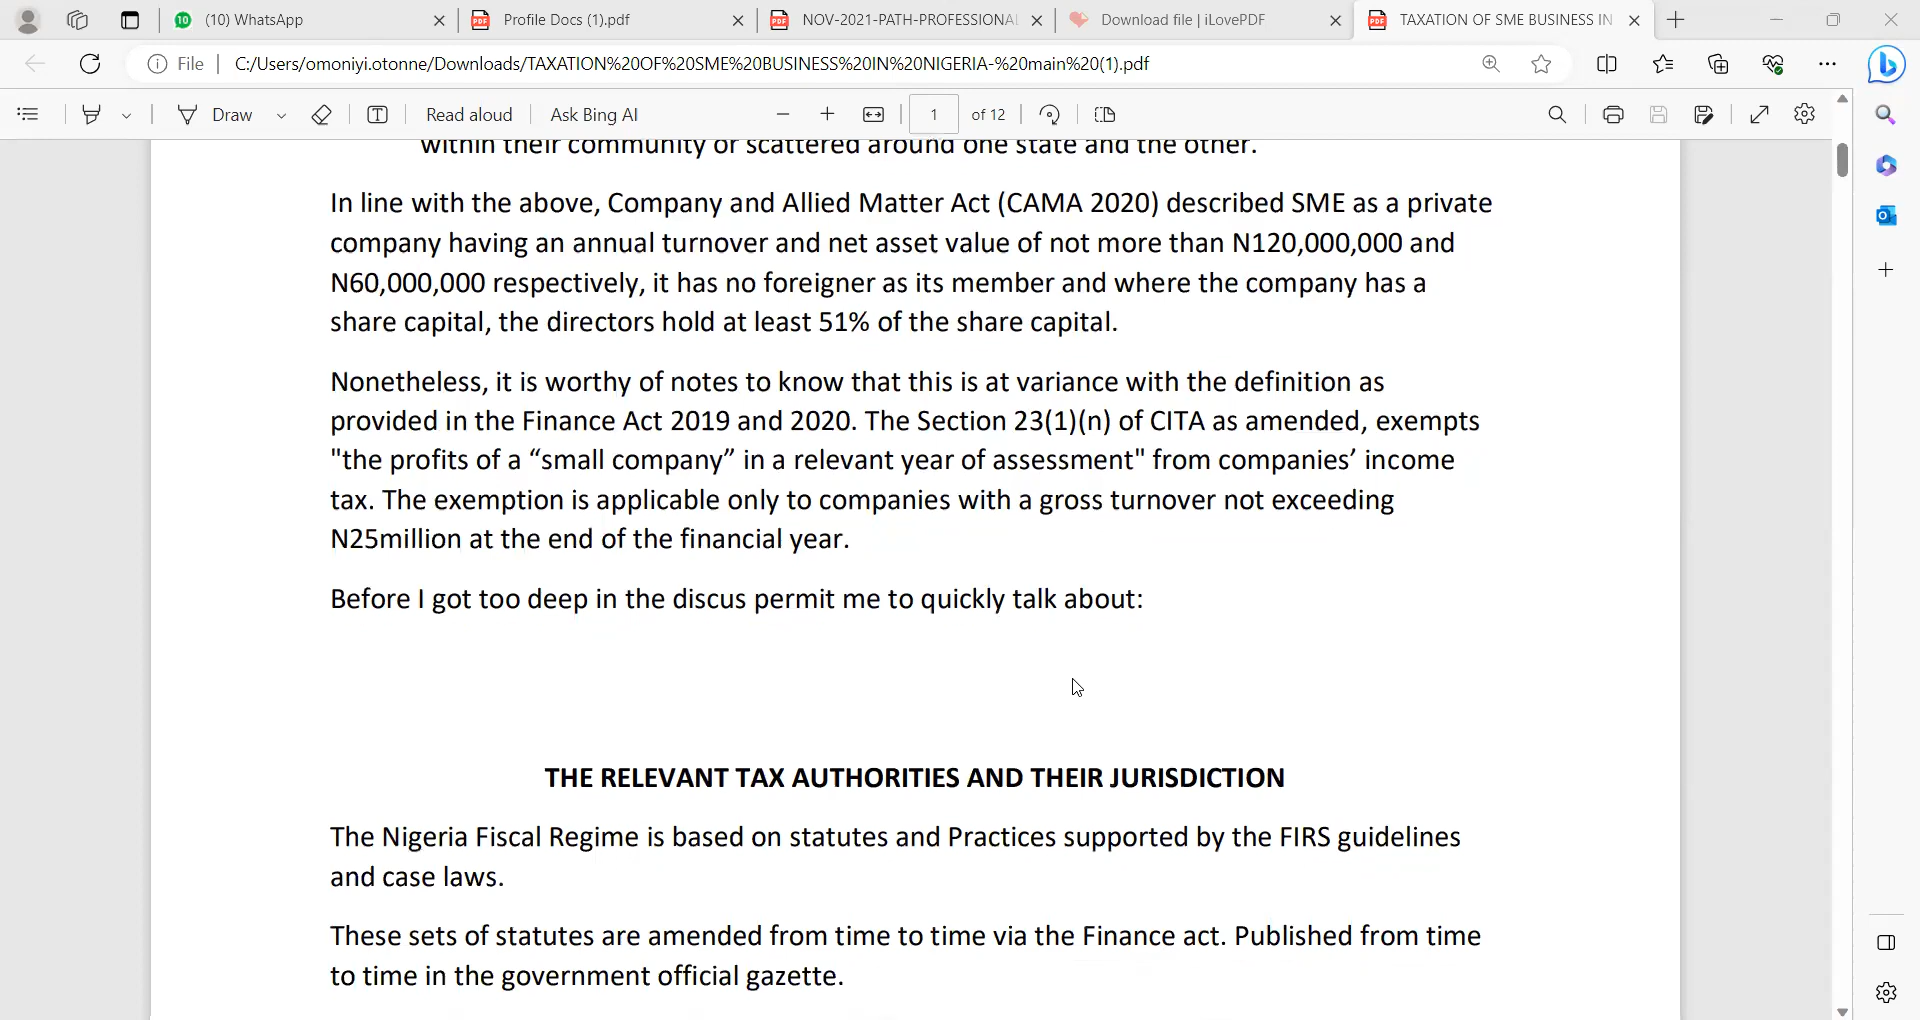 10
(10) WhatsApp
PDF
Profile Docs (1).pdf
PDF
NOV-2021-PATH-PROFESSIONAL
Download file | iLovePDF
PDF
TAXATION OF SME BUSINESS IN
File
C:/Users/omoniyi.otonne/Downloads/TAXATION%20OF%20SME%20BUSINESS%20IN%20NIGERIA-%20main%20(1).pdf
Draw
Read aloud
Ask Bing AI
1
of 12
within their community or scattered around one state and the other.
In line with the above, Company and Allied Matter Act (CAMA 2020) described SME as a private
company having an annual turnover and net asset value of not more than N120,000,000 and
N60,000,000 respectively, it has no foreigner as its member and where the company has a
share capital, the directors hold at least 51% of the share capital.
Nonetheless, it is worthy of notes to know that this is at variance with the definition as
provided in the Finance Act 2019 and 2020. The Section 23(1)(n) of CITA as amended, exempts
"the profits of a “small company” in a relevant year of assessment" from companies’ income
tax. The exemption is applicable only to companies with a gross turnover not exceeding
N25million at the end of the financial year.
Before I got too deep in the discus permit me to quickly talk about:
THE RELEVANT TAX AUTHORITIES AND THEIR JURISDICTION
The Nigeria Fiscal Regime is based on statutes and Practices supported by the FIRS guidelines
and case laws.
These sets of statutes are amended from time to time via the Finance act. Published from time
to time in the government official gazette.